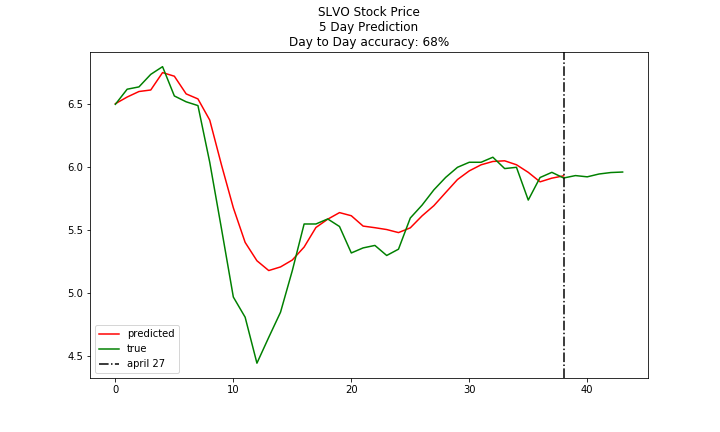 SLVO Stock Price
5 Day Prediction
Day to Day accuracy: 68%
6.5
6.0
5.5
5.0
4.5
predicted
true
april 27
0
10
20
30
40